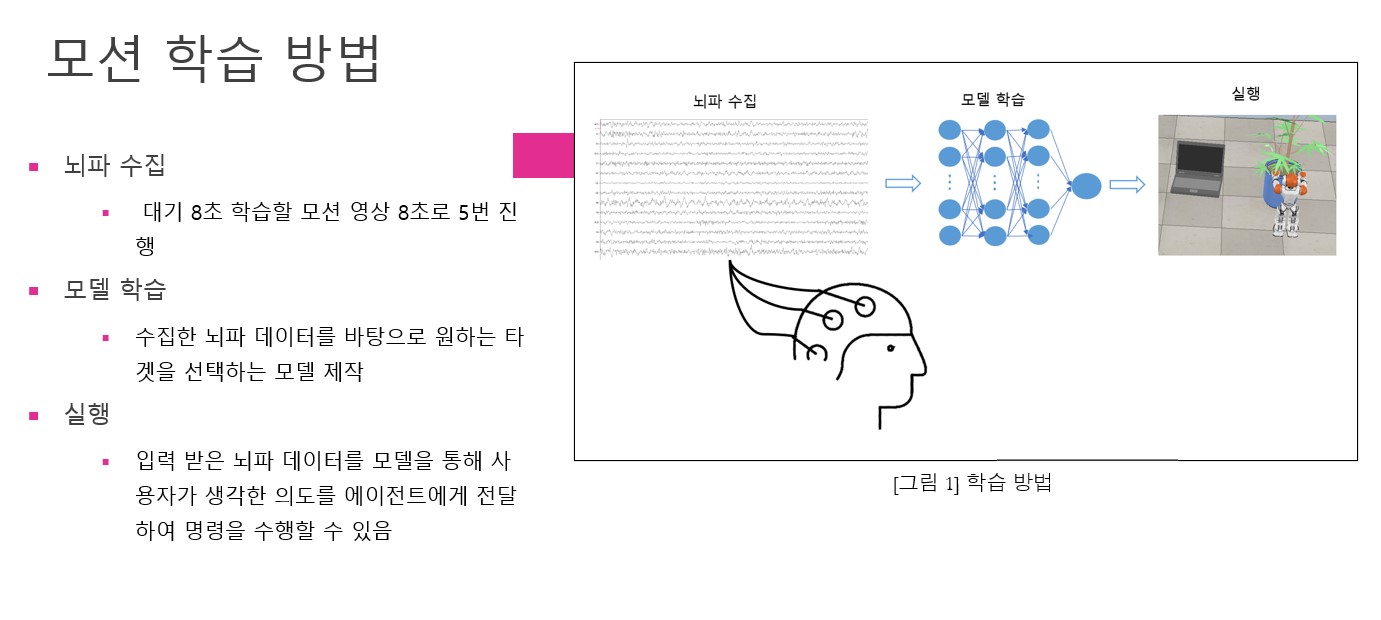 모션 학습 방법
뇌파 수집
대기 8초 학습할 모션 영상 8초로 5번 진
행
모델 학습
수집한 뇌파 데이터를 바탕으로 원하는 타
겟을 선택하는 모델 제작
실행
입력 받은 뇌파 데이터를 모델을 통해 사
용자가 생각한 의도를 에이전트에게 전달
하여 명령을 수행할 수 있음
뇌파 수집
모델 학습
실행
[그림 1] 학습 방법